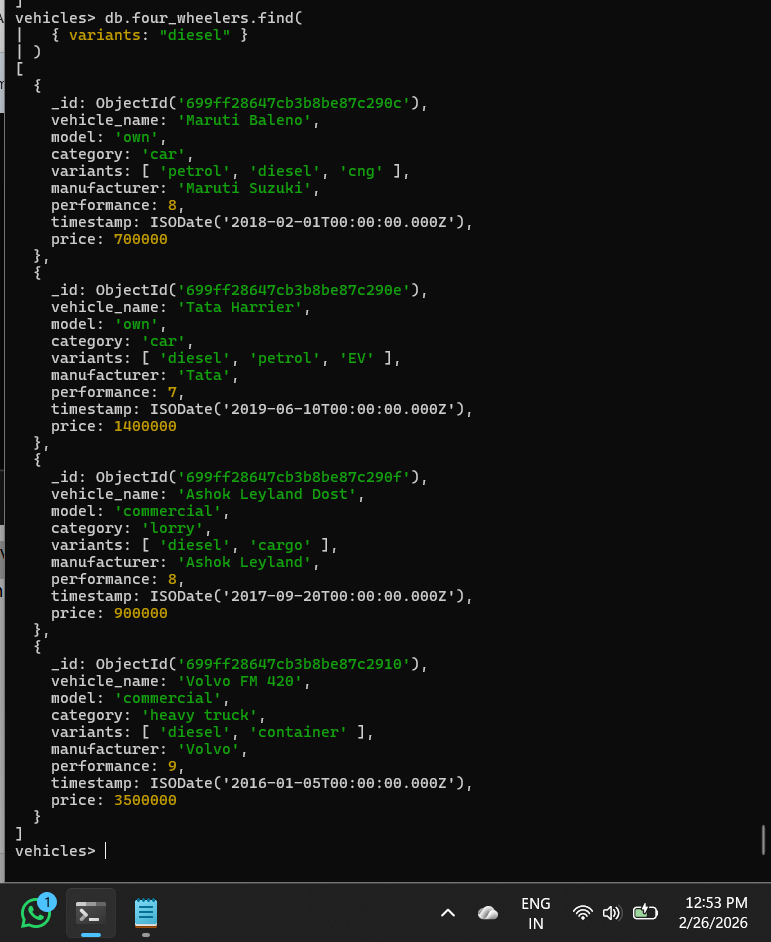 ]
vehicles> db.four_wheelers.find(
|   { variants: "diesel" }
| )
[
  {
    _id: ObjectId('699ff28647cb3b8be87c290c'),
    vehicle_name: 'Maruti Baleno',
    model: 'own',
    category: 'car',
    variants: [ 'petrol', 'diesel', 'cng' ],
    manufacturer: 'Maruti Suzuki',
    performance: 8,
    timestamp: ISODate('2018-02-01T00:00:00.000Z'),
    price: 700000
  },
  {
    _id: ObjectId('699ff28647cb3b8be87c290e'),
    vehicle_name: 'Tata Harrier',
    model: 'own',
    category: 'car',
    variants: [ 'diesel', 'petrol', 'EV' ],
    manufacturer: 'Tata',
    performance: 7,
    timestamp: ISODate('2019-06-10T00:00:00.000Z'),
    price: 1400000
  },
  {
    _id: ObjectId('699ff28647cb3b8be87c290f'),
    vehicle_name: 'Ashok Leyland Dost',
    model: 'commercial',
    category: 'lorry',
    variants: [ 'diesel', 'cargo' ],
    manufacturer: 'Ashok Leyland',
    performance: 8,
    timestamp: ISODate('2017-09-20T00:00:00.000Z'),
    price: 900000
  },
  {
    _id: ObjectId('699ff28647cb3b8be87c2910'),
    vehicle_name: 'Volvo FM 420',
    model: 'commercial',
    category: 'heavy truck',
    variants: [ 'diesel', 'container' ],
    manufacturer: 'Volvo',
    performance: 9,
    timestamp: ISODate('2016-01-05T00:00:00.000Z'),
    price: 3500000
  }
]
vehicles>
1
ENG
IN
12:53 PM
2/26/2026